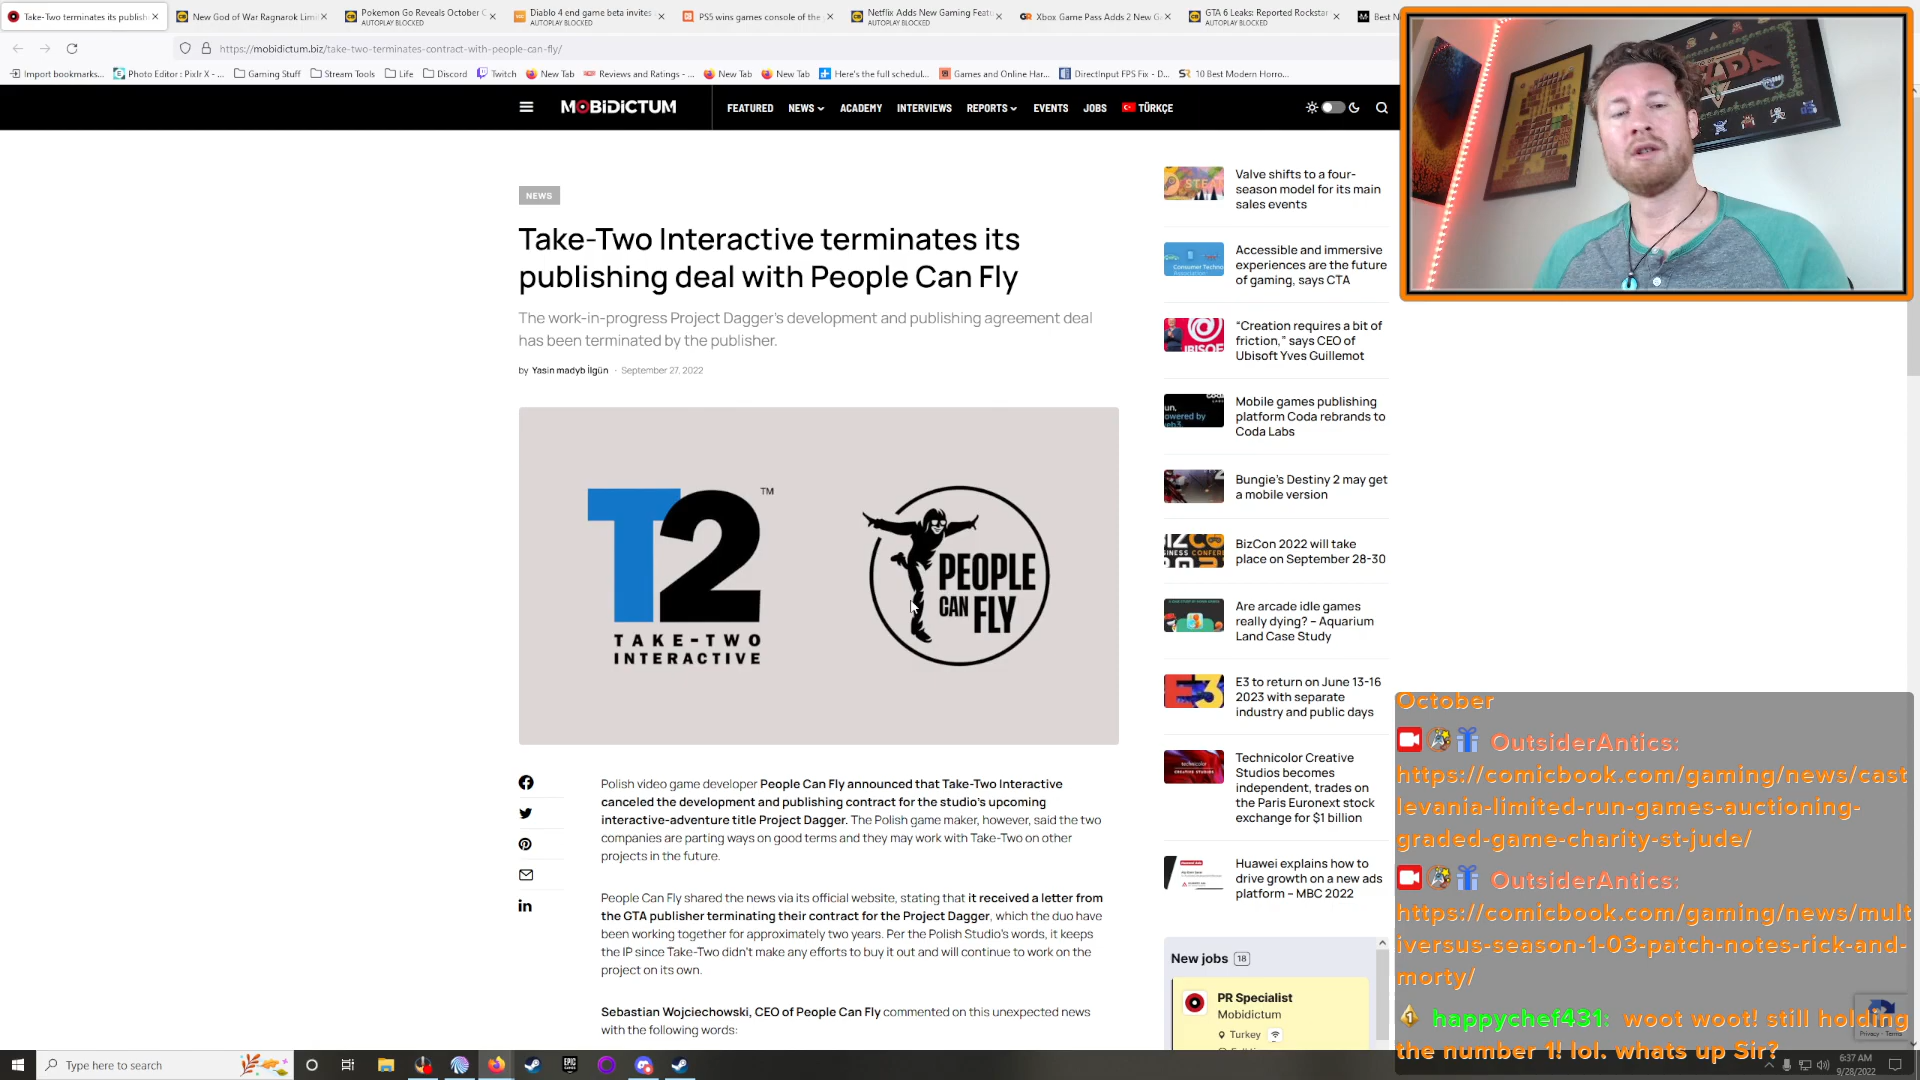 Take-Two terminates its publish
New God of War Ragnarok Limi
Pokemon Go Reveals October C
AUTOPLAY BLOCKED
Diablo 4 end game beta invites
AUTOPLAY BLOCKED
PS5 wins games console of the
Netflix Adds New Gaming Featu
AUTOPLAY BLOCKED
Xbox Game Pass Adds 2 New G
GTA 6 Leaks: Reported Rockstar
AUTOPLAY BLOCKED
Best N
https://mobidictum.biz/take-two-terminates-contract-with-people-can-fly/
Import bookmarks...
Photo Editor : Pixlr X - ...
Gaming Stuff
Stream Tools
Life
Discord
Twitch
New Tab
Reviews and Ratings - ...
New Tab
New Tab
Here's the full schedul...
Games and Online Har...
DirectInput FPS Fix - D...
10 Best Modern Horro...
MOBIDICTUM
FEATURED
NEWS
ACADEMY
INTERVIEWS
REPORTS
EVENTS
JOBS
TÜRKÇE
NEWS
Take-Two Interactive terminates its
publishing deal with People Can Fly
The work-in-progress Project Dagger's development and publishing agreement deal
has been terminated by the publisher.
by Yasin madyb İlgün · September 27, 2022
T2 TM
TAKE-TWO
INTERACTIVE
PEOPLE
CAN FLY
Polish video game developer People Can Fly announced that Take-Two Interactive
canceled the development and publishing contract for the studio's upcoming
interactive-adventure title Project Dagger. The Polish game maker, however, said the two
companies are parting ways on good terms and they may work with Take-Two on other
projects in the future.
People Can Fly shared the news via its official website, stating that it received a letter from
the GTA publisher terminating their contract for the Project Dagger, which the duo have
been working together for approximately two years. Per the Polish Studio's words, it keeps
the IP since Take-Two didn't make any efforts to buy it out and will continue to work on the
project on its own.
Sebastian Wojciechowski, CEO of People Can Fly commented on this unexpected news
with the following words:
Valve shifts to a four-
season model for its main
sales events
Accessible and immersive
experiences are the future
of gaming, says CTA
"Creation requires a bit of
friction," says CEO of
Ubisoft Yves Guillemot
Mobile games publishing
platform Coda rebrands to
Coda Labs
Bungie's Destiny 2 may get
a mobile version
BizCon 2022 will take
place on September 28-30
Are arcade idle games
really dying? – Aquarium
Land Case Study
E3
E3 to return on June 13-16
2023 with separate
industry and public days
Technicolor Creative
Studios becomes
independent, trades on
the Paris Euronext stock
exchange for $1 billion
Huawei explains how to
drive growth on a new ads
platform – MBC 2022
New jobs 18
PR Specialist
Mobidictum
Turkey
October
OutsiderAntics:
https://comicbook.com/gaming/news/cast
levania-limited-run-games-auctioning-
graded-game-charity-st-jude/
OutsiderAntics:
https://comicbook.com/gaming/news/mult
iversus-season-1-03-patch-notes-rick-and-
morty/
happychef431: woot woot! still holding
the number 1! lol. whats up Sir?
Privacy - Terms
Type here to search
6:37 AM
9/28/2022